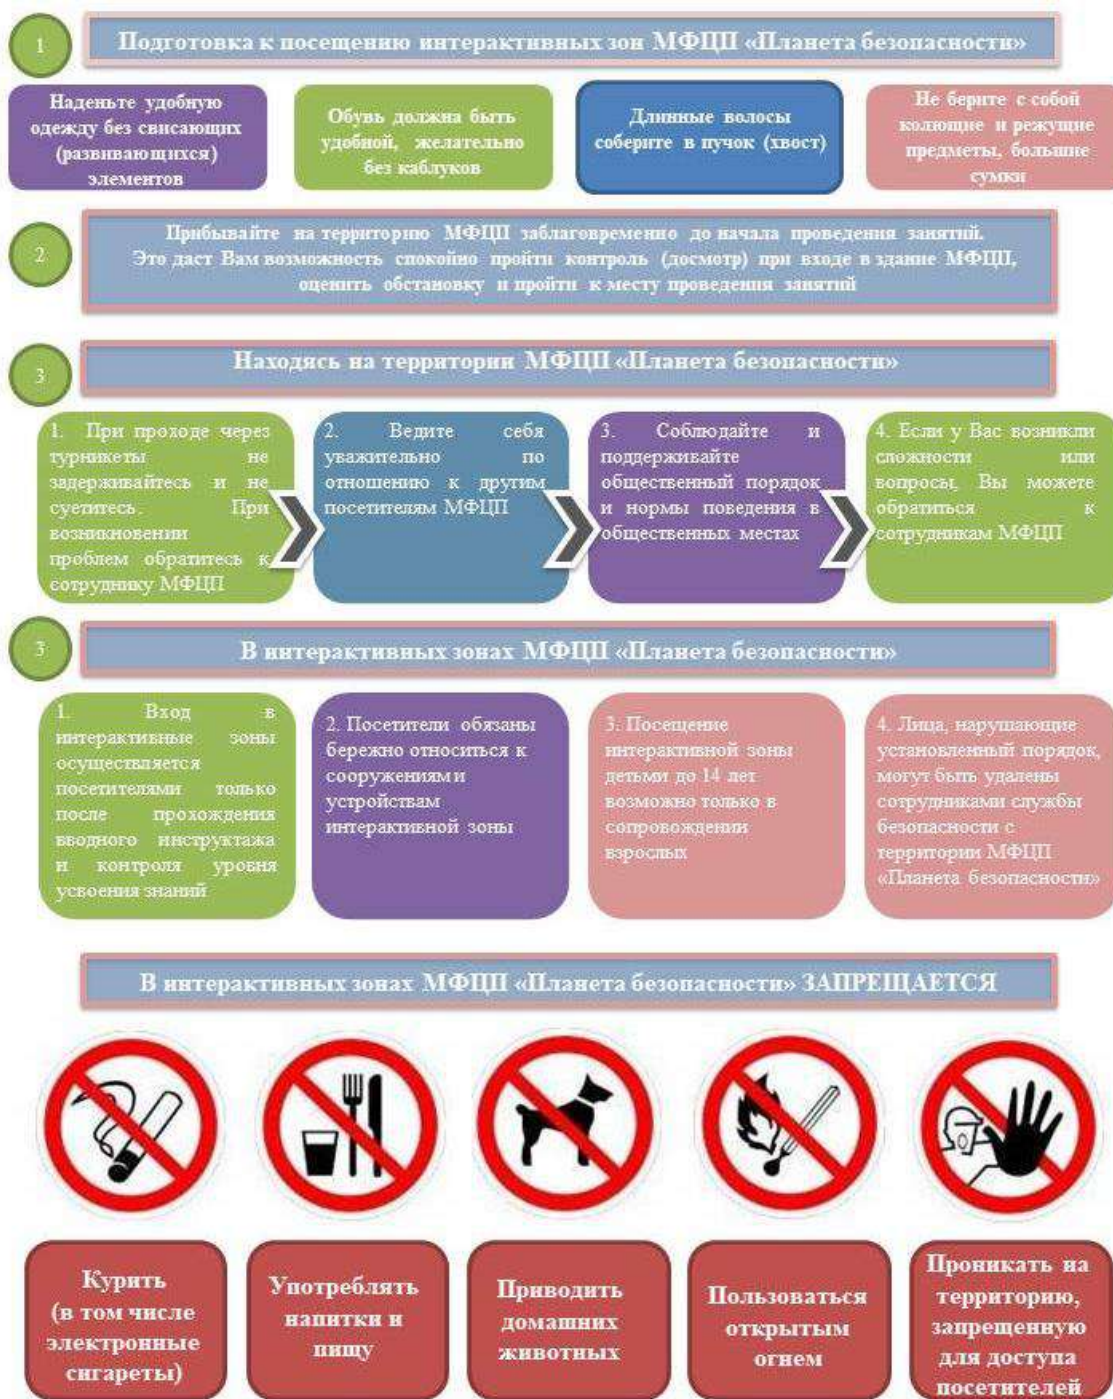 1
Подготовка к посещению интерактивных зон МФЦП «Планета безопасности»
Наденьте удобную
одежду без свисающих
(развивающихся)
элементов
Обувь должна быть
удобной, желательно
без каблуков
Длинные волосы
соберите в пучок (хвост)
Не берите с собой
колющие и режущие
предметы, большие
сумки
2
Прибывайте на территорию МФЦП заблаговременно до начала проведения занятий.
Это даст Вам возможность спокойно пройти контроль (досмотр) при входе в здание МФЦП,
оценить обстановку и пройти к месту проведения занятий
3
Находясь на территории МФЦП «Планета безопасности»
1. При проходе через
турникеты не
задерживайтесь и не
суетитесь. При
возникновении
проблем обратитесь к
сотруднику МФЦП
2. Ведите себя
уважительно по
отношению к другим
посетителям МФЦП
3. Соблюдайте и
поддерживайте
общественный порядок
и нормы поведения в
общественных местах
4. Если у Вас возникли
сложности или
вопросы, Вы можете
обратиться к
сотрудникам МФЦП
3
В интерактивных зонах МФЦП «Планета безопасности»
1. Вход в
интерактивные зоны
осуществляется
посетителями только
после прохождения
вводного инструктажа
и контроля уровня
усвоения знаний
2. Посетители обязаны
бережно относиться к
сооружениям и
устройствам
интерактивной зоны
3. Посещение
интерактивной зоны
детьми до 14 лет
возможно только в
сопровождении
взрослых
4. Лица, нарушающие
установленный порядок,
могут быть удалены
сотрудниками службы
безопасности с
территории МФЦП
«Планета безопасности»
В интерактивных зонах МФЦП «Планета безопасности» ЗАПРЕЩАЕТСЯ
Курить
(в том числе
электронные
сигареты)
Употреблять
напитки и
пищу
Приводить
домашних
животных
Пользоваться
открытым
огнем
Проникать на
территорию,
запрещенную
для доступа
посетителей